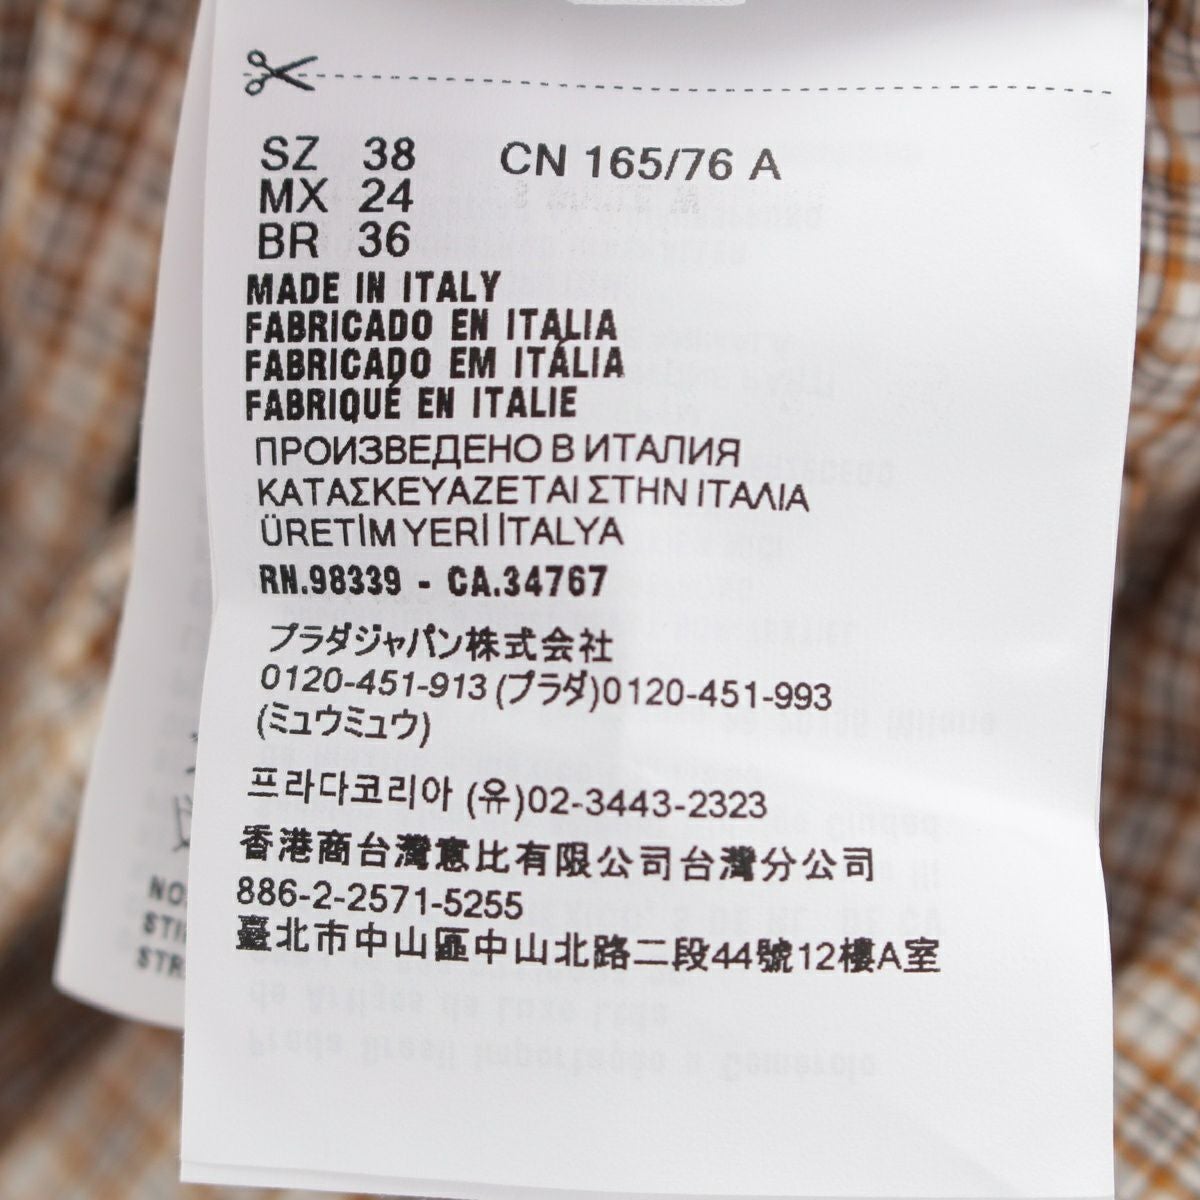 SZ 38 CN 165/76 A
MX 24
BR 36
MADE IN ITALY
FABRICADO EN ITALIA
FABRICADO EM ITÁLIA
FABRIQUÉ EN ITALIE
ПРОИЗВЕДЕНО В ИТАЛИЯ
ΚΑΤΑΣΚΕΥΑΖΕΤΑΙ ΣΤΗΝ ΙΤΑΛΙΑ
ÜRETİM YERİ İTALYA
RN.98339 - CA.34767
プラダジャパン株式会社
0120-451-913 (プラダ)0120-451-993
(ミュウミュウ)
프라다코리아 (유)02-3443-2323
香港商台灣意比有限公司台灣分公司
886-2-2571-5255
臺北市中山區中山北路二段44號12樓A室